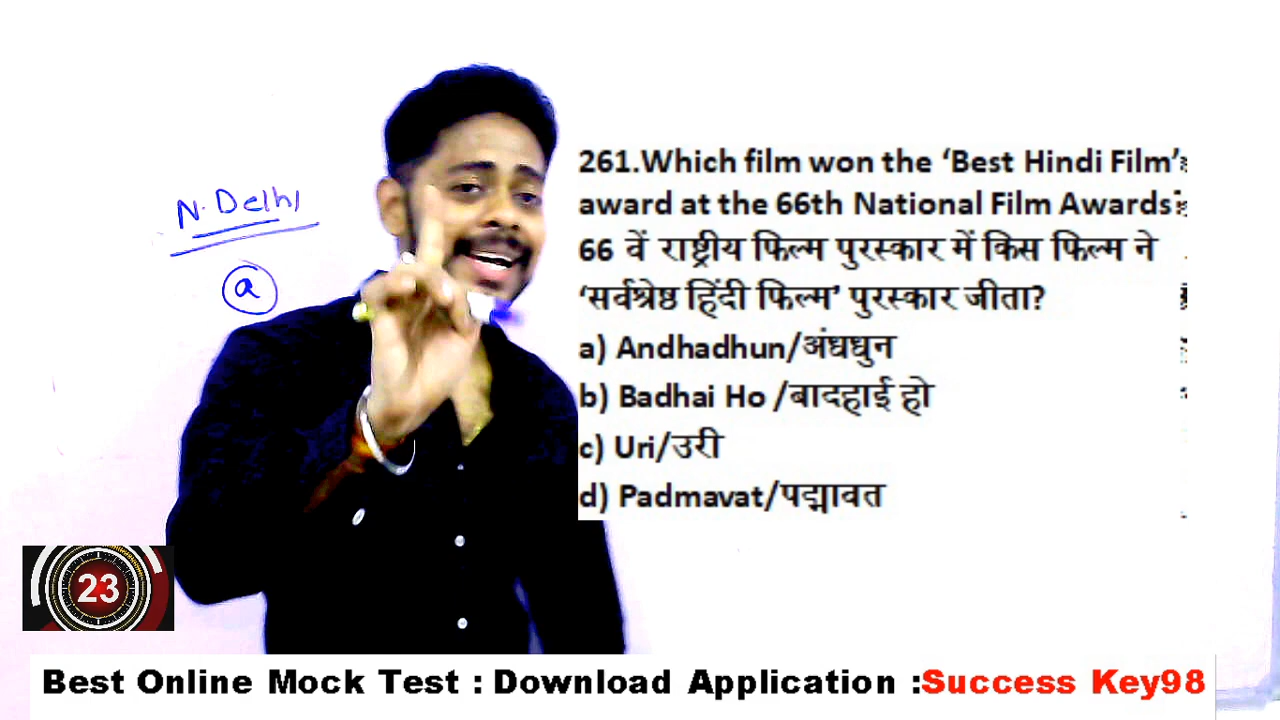 N. Delhi
a
261.Which film won the ‘Best Hindi Film’
award at the 66th National Film Awards
66 वें राष्ट्रीय फिल्म पुरस्कार में किस फिल्म ने
‘सर्वश्रेष्ठ हिंदी फिल्म’ पुरस्कार जीता?
a) Andhadhun/अंधधुन
b) Badhai Ho /बादहाई हो
c) Uri/उरी
d) Padmavat/पद्मावत
23
Best Online Mock Test : Download Application :Success Key98